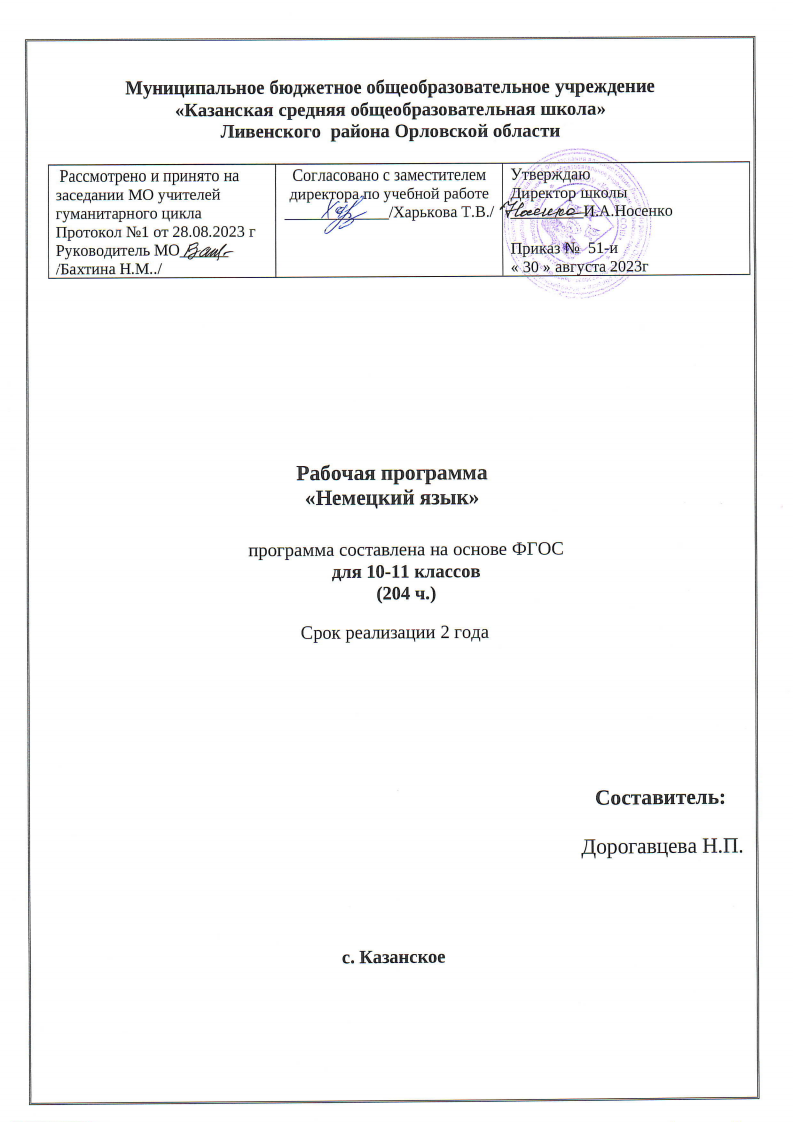 Муниципальное бюджетное общеобразовательное учреждение
«Казанская средняя общеобразовательная школа»
Ливенского района Орловской области
Рассмотрено и принято на
заседании МО учителей
гуманитарного цикла
Протокол №1 от 28.08.2023 г
Руководитель МО
/Бахтина Н.М../
Согласовано с заместителем
директора по учебной работе
/Харькова Т.В./
Утверждаю
Директор школы
И.А.Носенко
Приказ № 51-и
« 30 » августа 2023г
Рабочая программа
«Немецкий язык»
программа составлена на основе ФГОС
для 10-11 классов
(204 ч.)
Срок реализации 2 года
Составитель:
Дорогавцева Н.П.
с. Казанское